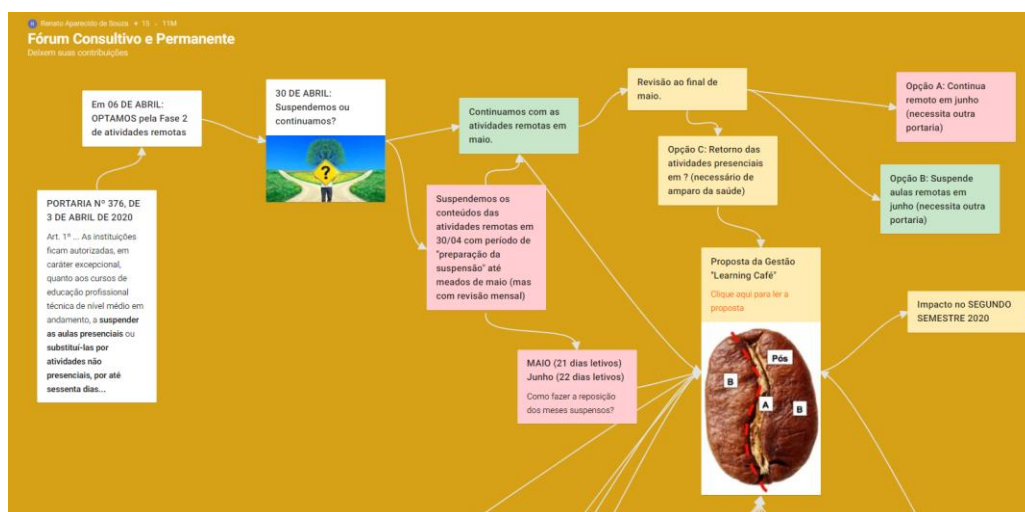 Renato Aparecido de Souza + 15 • 11M
Fórum Consultivo e Permanente
Deixem suas contribuições
Em 06 DE ABRIL:
OPTAMOS pela Fase 2
de atividades remotas
PORTARIA Nº 376, DE
3 DE ABRIL DE 2020
Art. 1º ... As instituições
ficam autorizadas, em
caráter excepcional,
quanto aos cursos de
educação profissional
técnica de nível médio em
andamento, a suspender
as aulas presenciais ou
substituí-las por
atividades não
presenciais, por até
sessenta dias...
30 DE ABRIL:
Suspendemos ou
continuamos?
?
Continuamos com as
atividades remotas em
maio.
Suspendemos os
conteúdos das
atividades remotas em
30/04 com período de
"preparação da
suspensão" até
meados de maio (mas
com revisão mensal)
MAIO (21 dias letivos)
Junho (22 dias letivos)
Como fazer a reposição
dos meses suspensos?
Revisão ao final de
maio.
Opção C: Retorno das
atividades presenciais
em ? (necessário de
amparo da saúde)
Proposta da Gestão
"Learning Café"
Clique aqui para ler a
proposta
Pós
B
A
B
Opção A: Continua
remoto em junho
(necessita outra
portaria)
Opção B: Suspende
aulas remotas em
junho (necessita outra
portaria)
Impacto no SEGUNDO
SEMESTRE 2020